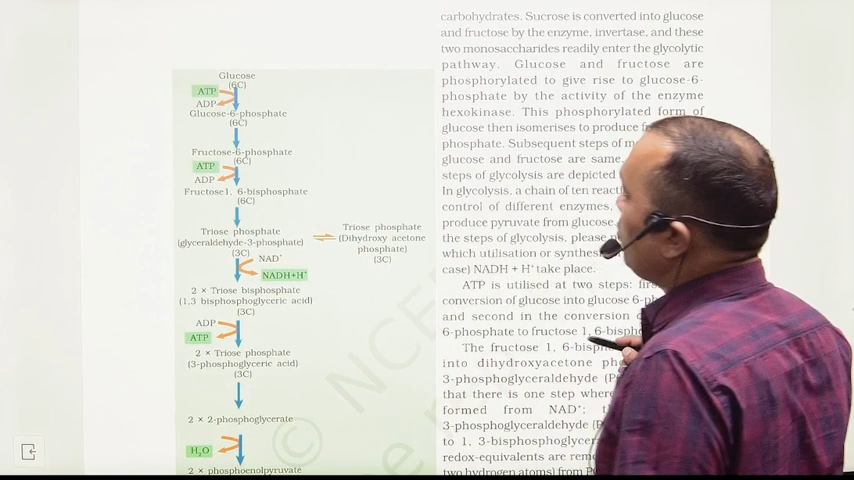 Glucose
(6C)
ATP
ADP
Glucose-6-phosphate
(6C)
Fructose-6-phosphate
(6C)
ATP
ADP
Fructose1, 6-bisphosphate
(6C)
Triose phosphate
(glyceraldehyde-3-phosphate)
(3C)
Triose phosphate
(Dihydroxy acetone
phosphate)
(3C)
NAD⁺
NADH+H⁺
2 × Triose bisphosphate
(1,3 bisphosphoglyceric acid)
(3C)
ADP
ATP
2 × Triose phosphate
(3-phosphoglyceric acid)
(3C)
2 × 2-phosphoglycerate
H₂O
2 × phosphoenolpyruvate
© NCE
carbohydrates. Sucrose is converted into glucose
and fructose by the enzyme, invertase, and these
two monosaccharides readily enter the glycolytic
pathway. Glucose and fructose are
phosphorylated to give rise to glucose-6-
phosphate by the activity of the enzyme
hexokinase. This phosphorylated form of
glucose then isomerises to produce
phosphate. Subsequent steps of
glucose and fructose are same.
steps of glycolysis are depicted
In glycolysis, a chain of ten
control of different enzymes,
produce pyruvate from glucose.
the steps of glycolysis, please
which utilisation or
case) NADH + H⁺ take place.
ATP is utilised at two steps:
conversion of glucose into glucose
and second in the conversion
6-phosphate to fructose 1,
The fructose 1,
into dihydroxyacetone
3-phosphoglyceraldehyde
that there is one step where
formed from NAD⁺;
3-phosphoglyceraldehyde
to 1,
redox-equivalents are
two hydrogen atoms) from